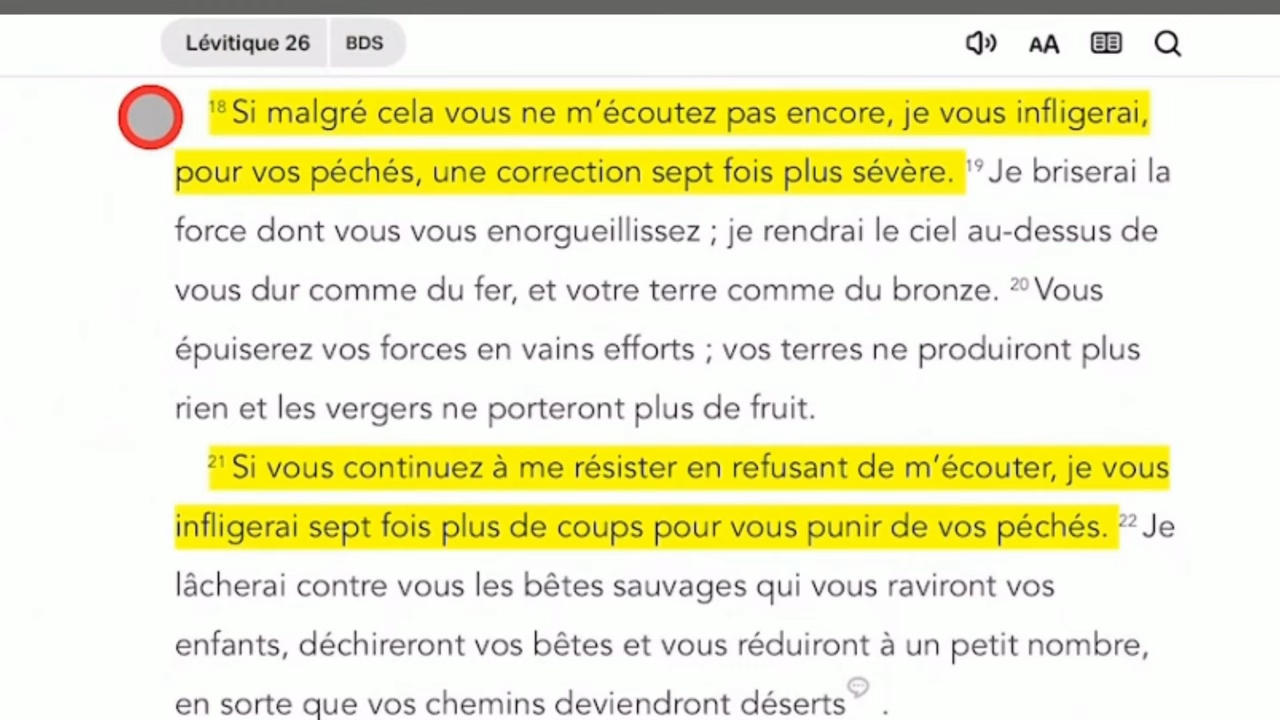 Lévitique 26 BDS AA
18 Si malgré cela vous ne m’écoutez pas encore, je vous infligerai,
pour vos péchés, une correction sept fois plus sévère. 19 Je briserai la
force dont vous vous enorgueillissez ; je rendrai le ciel au-dessus de
vous dur comme du fer, et votre terre comme du bronze. 20 Vous
épuiserez vos forces en vains efforts ; vos terres ne produiront plus
rien et les vergers ne porteront plus de fruit.
21 Si vous continuez à me résister en refusant de m’écouter, je vous
infligerai sept fois plus de coups pour vous punir de vos péchés. 22 Je
lâcherai contre vous les bêtes sauvages qui vous raviront vos
enfants, déchireront vos bêtes et vous réduiront à un petit nombre,
en sorte que vos chemins deviendront déserts .